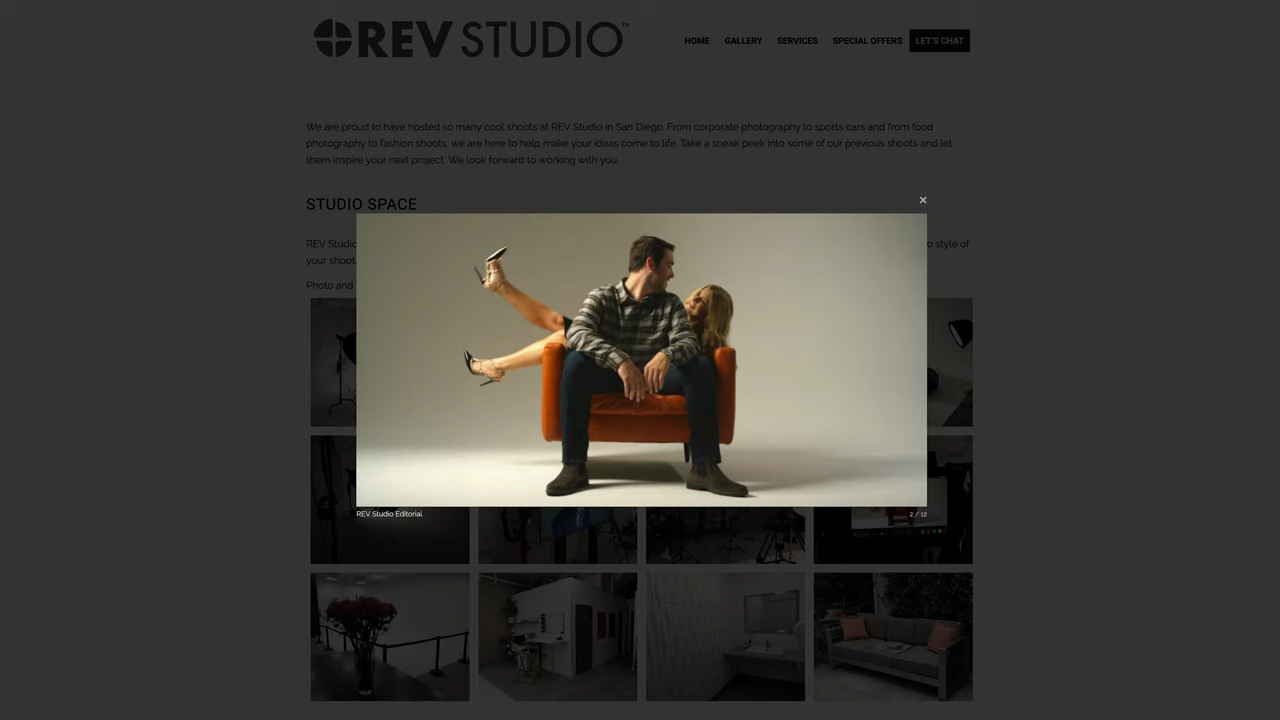 REV STUDIO™
HOME GALLERY SERVICES SPECIAL OFFERS LET'S CHAT
We are proud to have hosted so many cool shoots at REV Studio in San Diego. From corporate photography to sports cars and from food
photography to fashion shoots, we are here to help make your ideas come to life. Take a sneak peek into some of our previous shoots and let
them inspire your next project. We look forward to working with you.
STUDIO SPACE
×
REV Studio
o style of
your shoot
Photo and
REV Studio Editorial
2 / 12